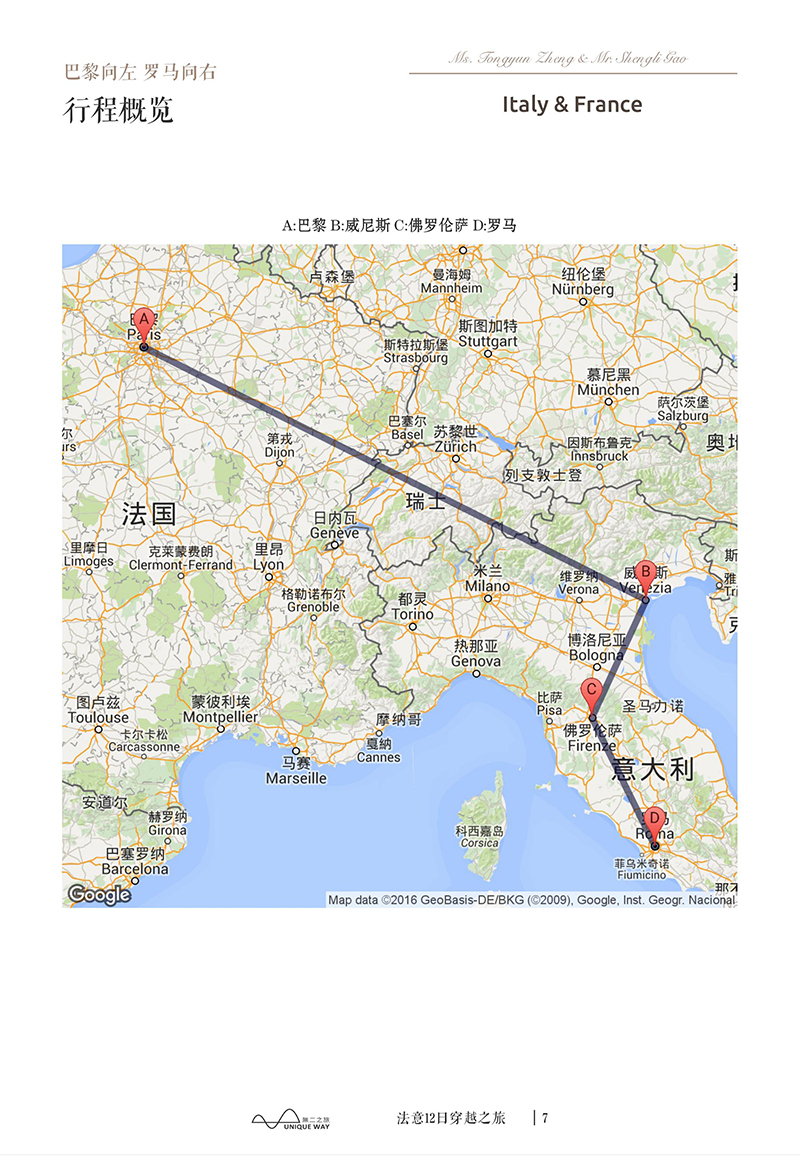 巴黎向左 罗马向右
行程概览
Ms. Tongyun Zheng & Mr. Shengli Gao
Italy & France
A:巴黎 B:威尼斯 C:佛罗伦萨 D:罗马
卢森堡
曼海姆
Mannheim
纽伦堡
Nürnberg
A
Paris
斯特拉斯堡
Strasbourg
斯图加特
Stuttgart
慕尼黑
München
萨尔茨堡
Salzburg
第戎
Dijon
巴塞尔
Basel
苏黎世
Zürich
因斯布鲁克
Innsbruck
奥地
列支敦士登
法国
瑞士
日内瓦
Genève
里摩日
Limoges
克莱蒙费朗
Clermont-Ferrand
里昂
Lyon
米兰
Milano
维罗纳
Verona
B
Venezia
格勒诺布尔
Grenoble
都灵
Torino
热那亚
Genova
博洛尼亚
Bologna
图卢兹
Toulouse
蒙彼利埃
Montpellier
摩纳哥
比萨
Pisa
C
佛罗伦萨
Firenze
圣马力诺
卡尔卡松
Carcassonne
戛纳
Cannes
马赛
Marseille
意大利
安道尔
赫罗纳
Girona
科西嘉岛
Corsica
D
Roma
巴塞罗纳
Barcelona
菲乌米奇诺
Fiumicino
Google
Map data ©2016 GeoBasis-DE/BKG (©2009), Google, Inst. Geogr. Nacional
無二之旅
UNIQUE WAY
法意12日穿越之旅 | 7